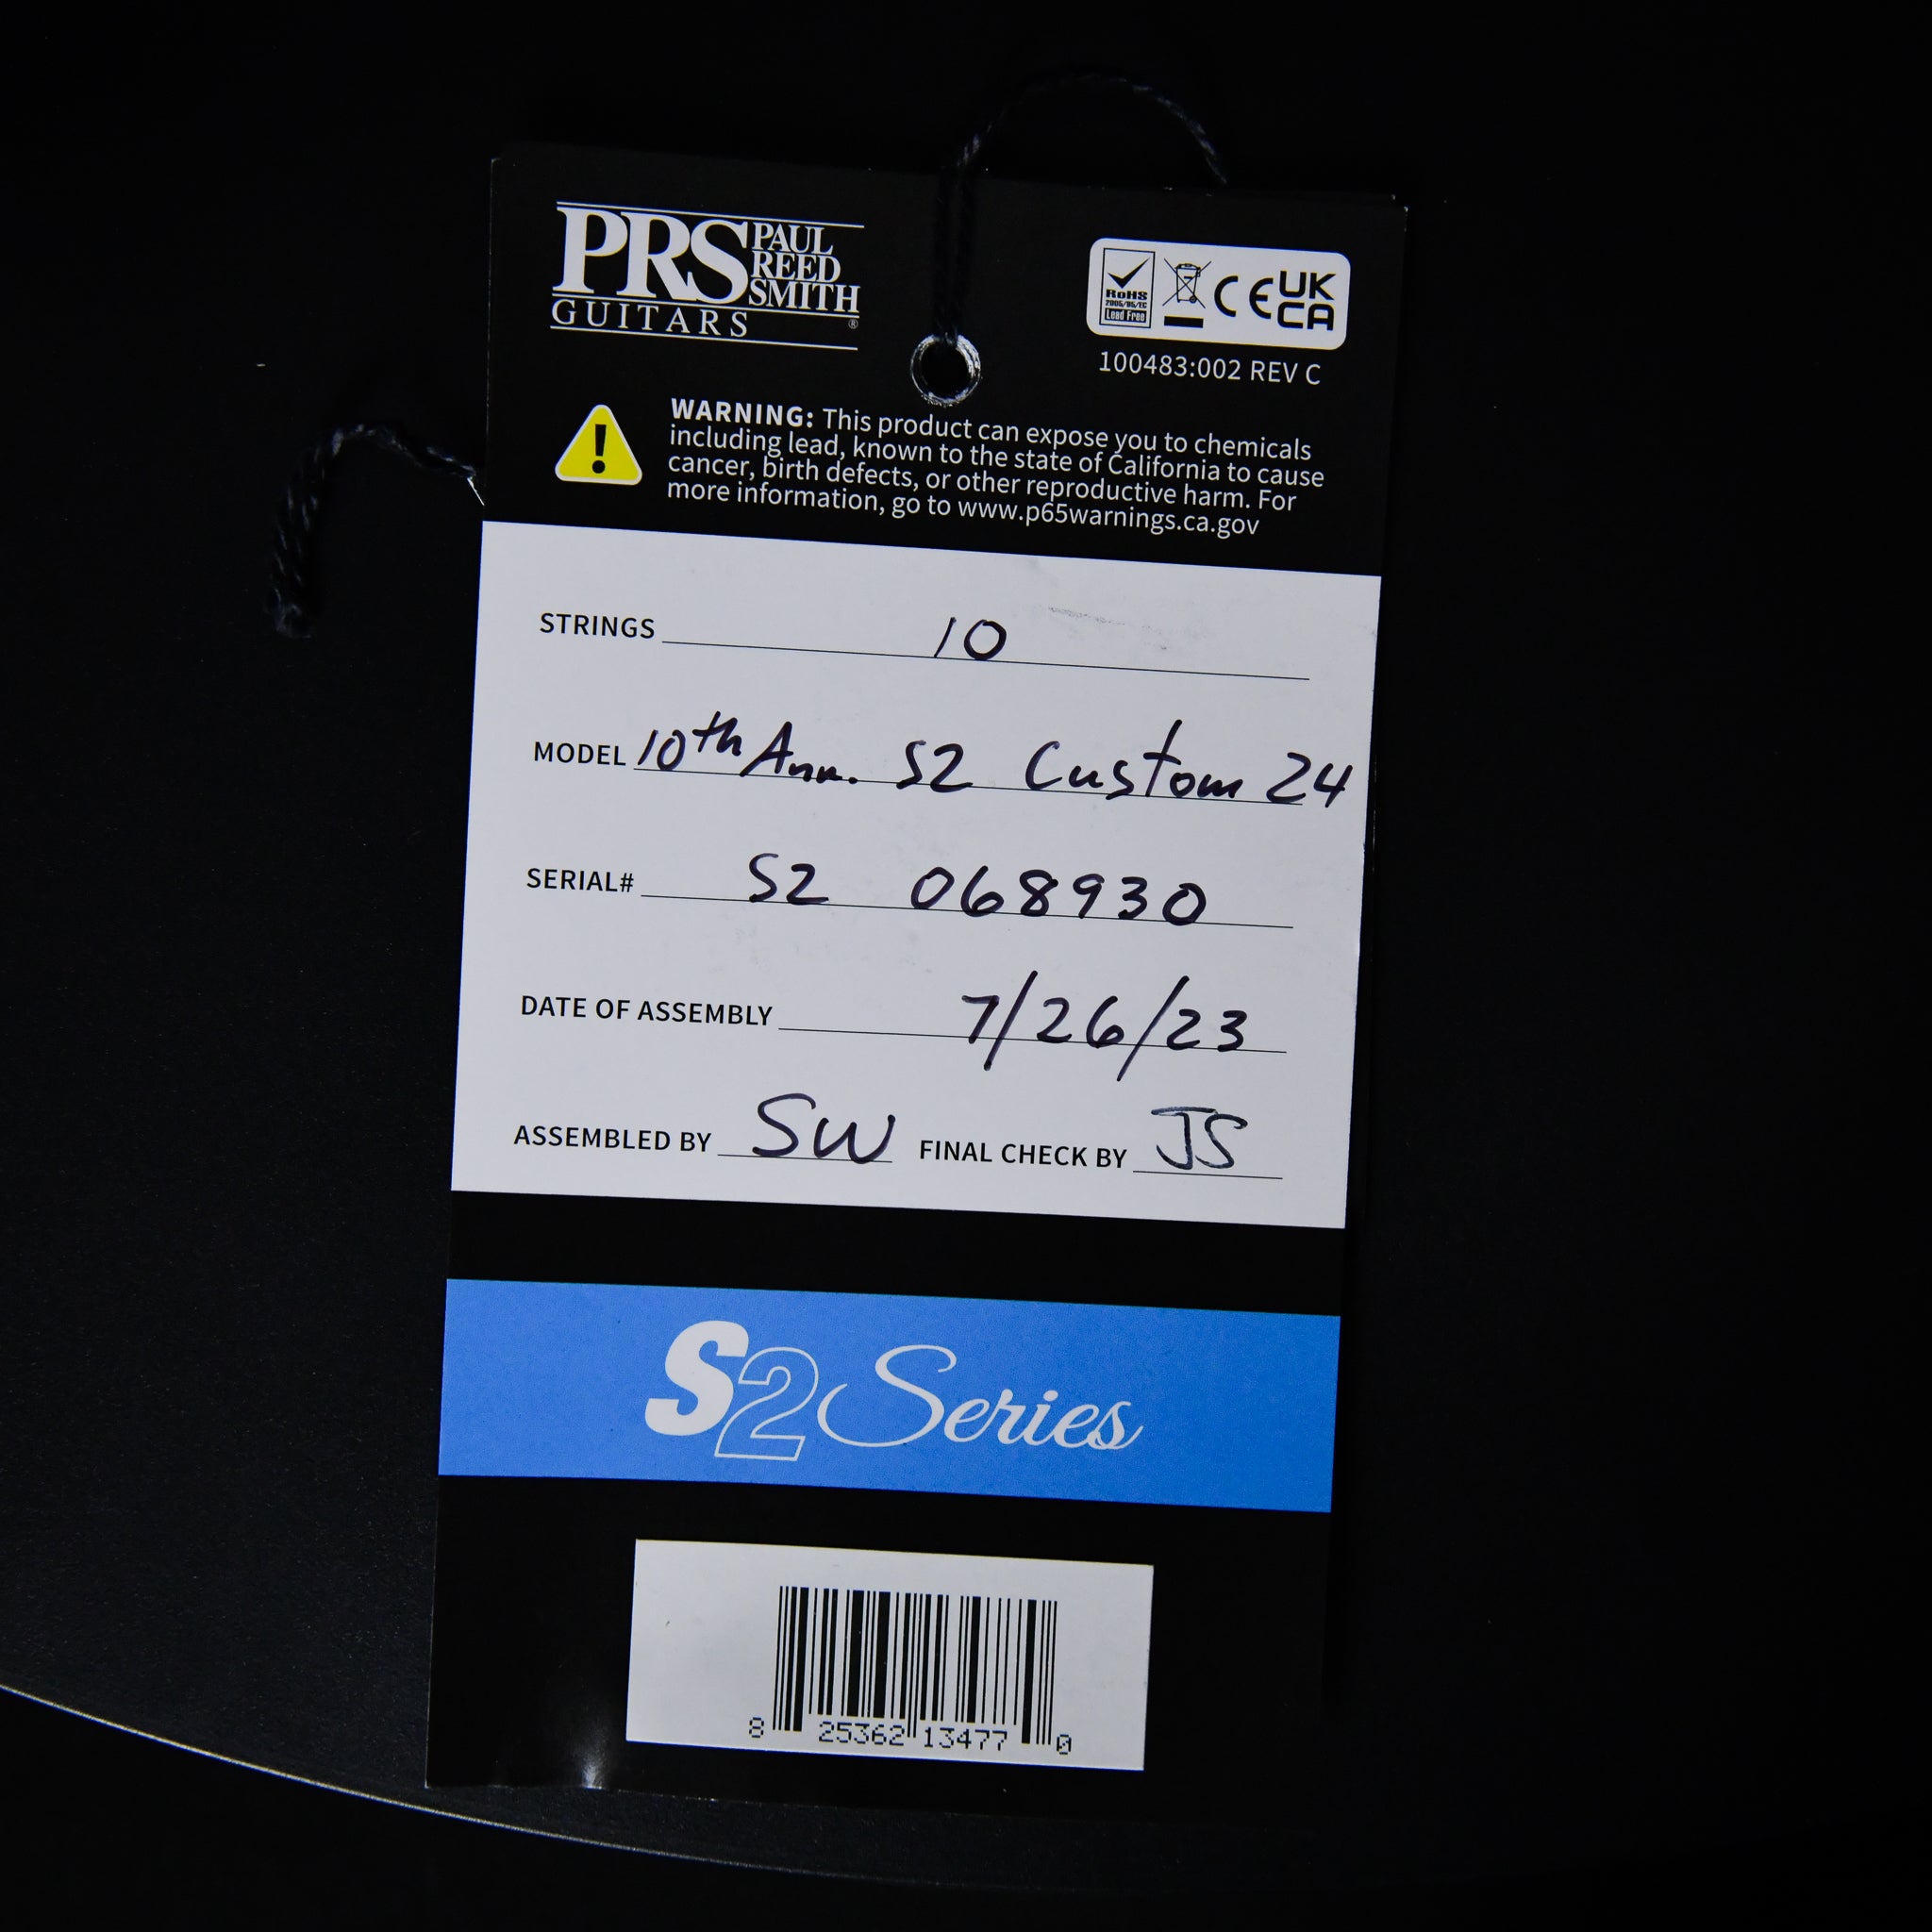 PRS PAUL
REED
SMITH
GUITARS ®
RoHS
2005/95/EC
Lead Free
CE UK
CA
100483:002 REV C
WARNING: This product can expose you to chemicals
including lead, known to the state of California to cause
cancer, birth defects, or other reproductive harm. For
more information, go to www.p65warnings.ca.gov
STRINGS 10
MODEL 10th Ann. S2 Custom 24
SERIAL# S2 068930
DATE OF ASSEMBLY 7/26/23
ASSEMBLED BY SW FINAL CHECK BY JS
S2 Series
8 25362 13477 0